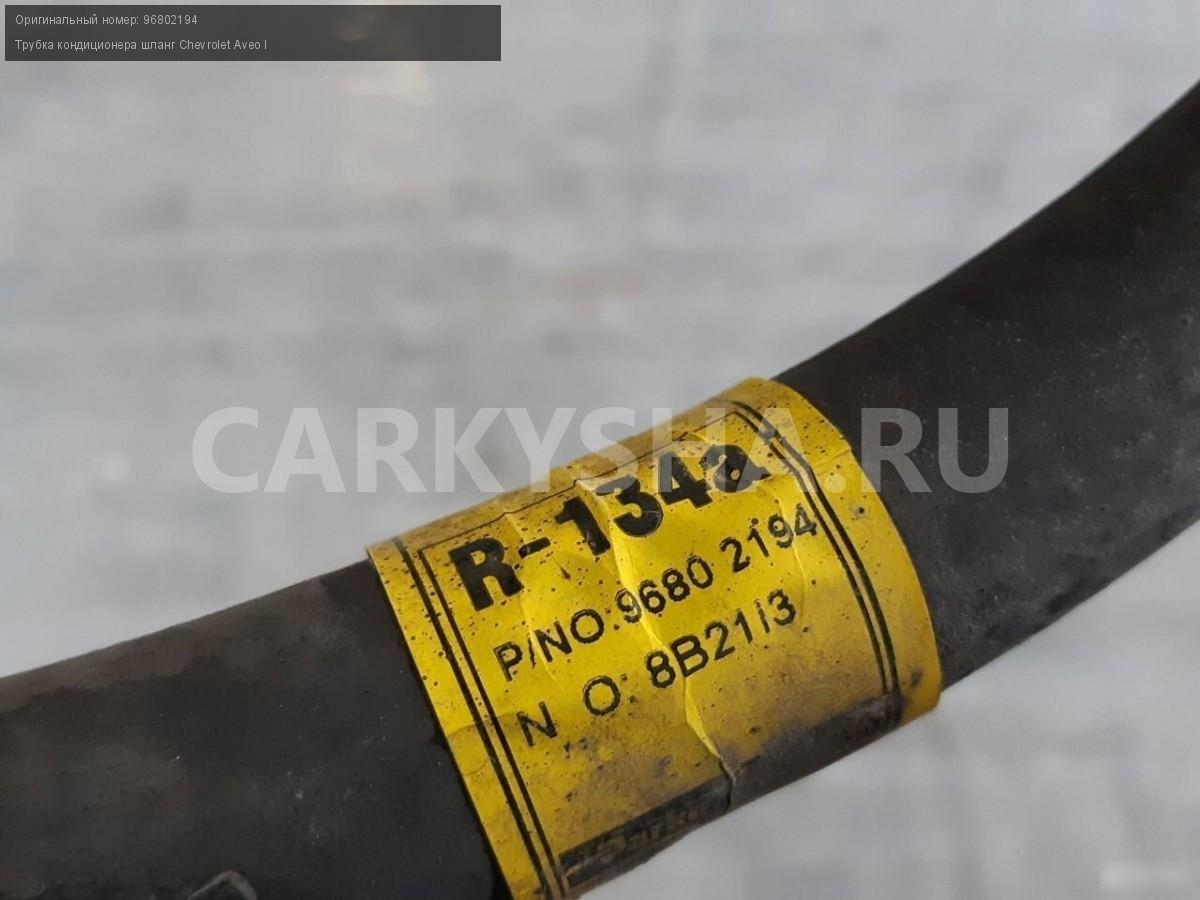 Оригинальный номер: 96802194
Трубка кондиционера шланг Chevrolet Aveo I
CARKYSHA.RU
R-134a
P/NO:9680 2194
N O: 8B21/3